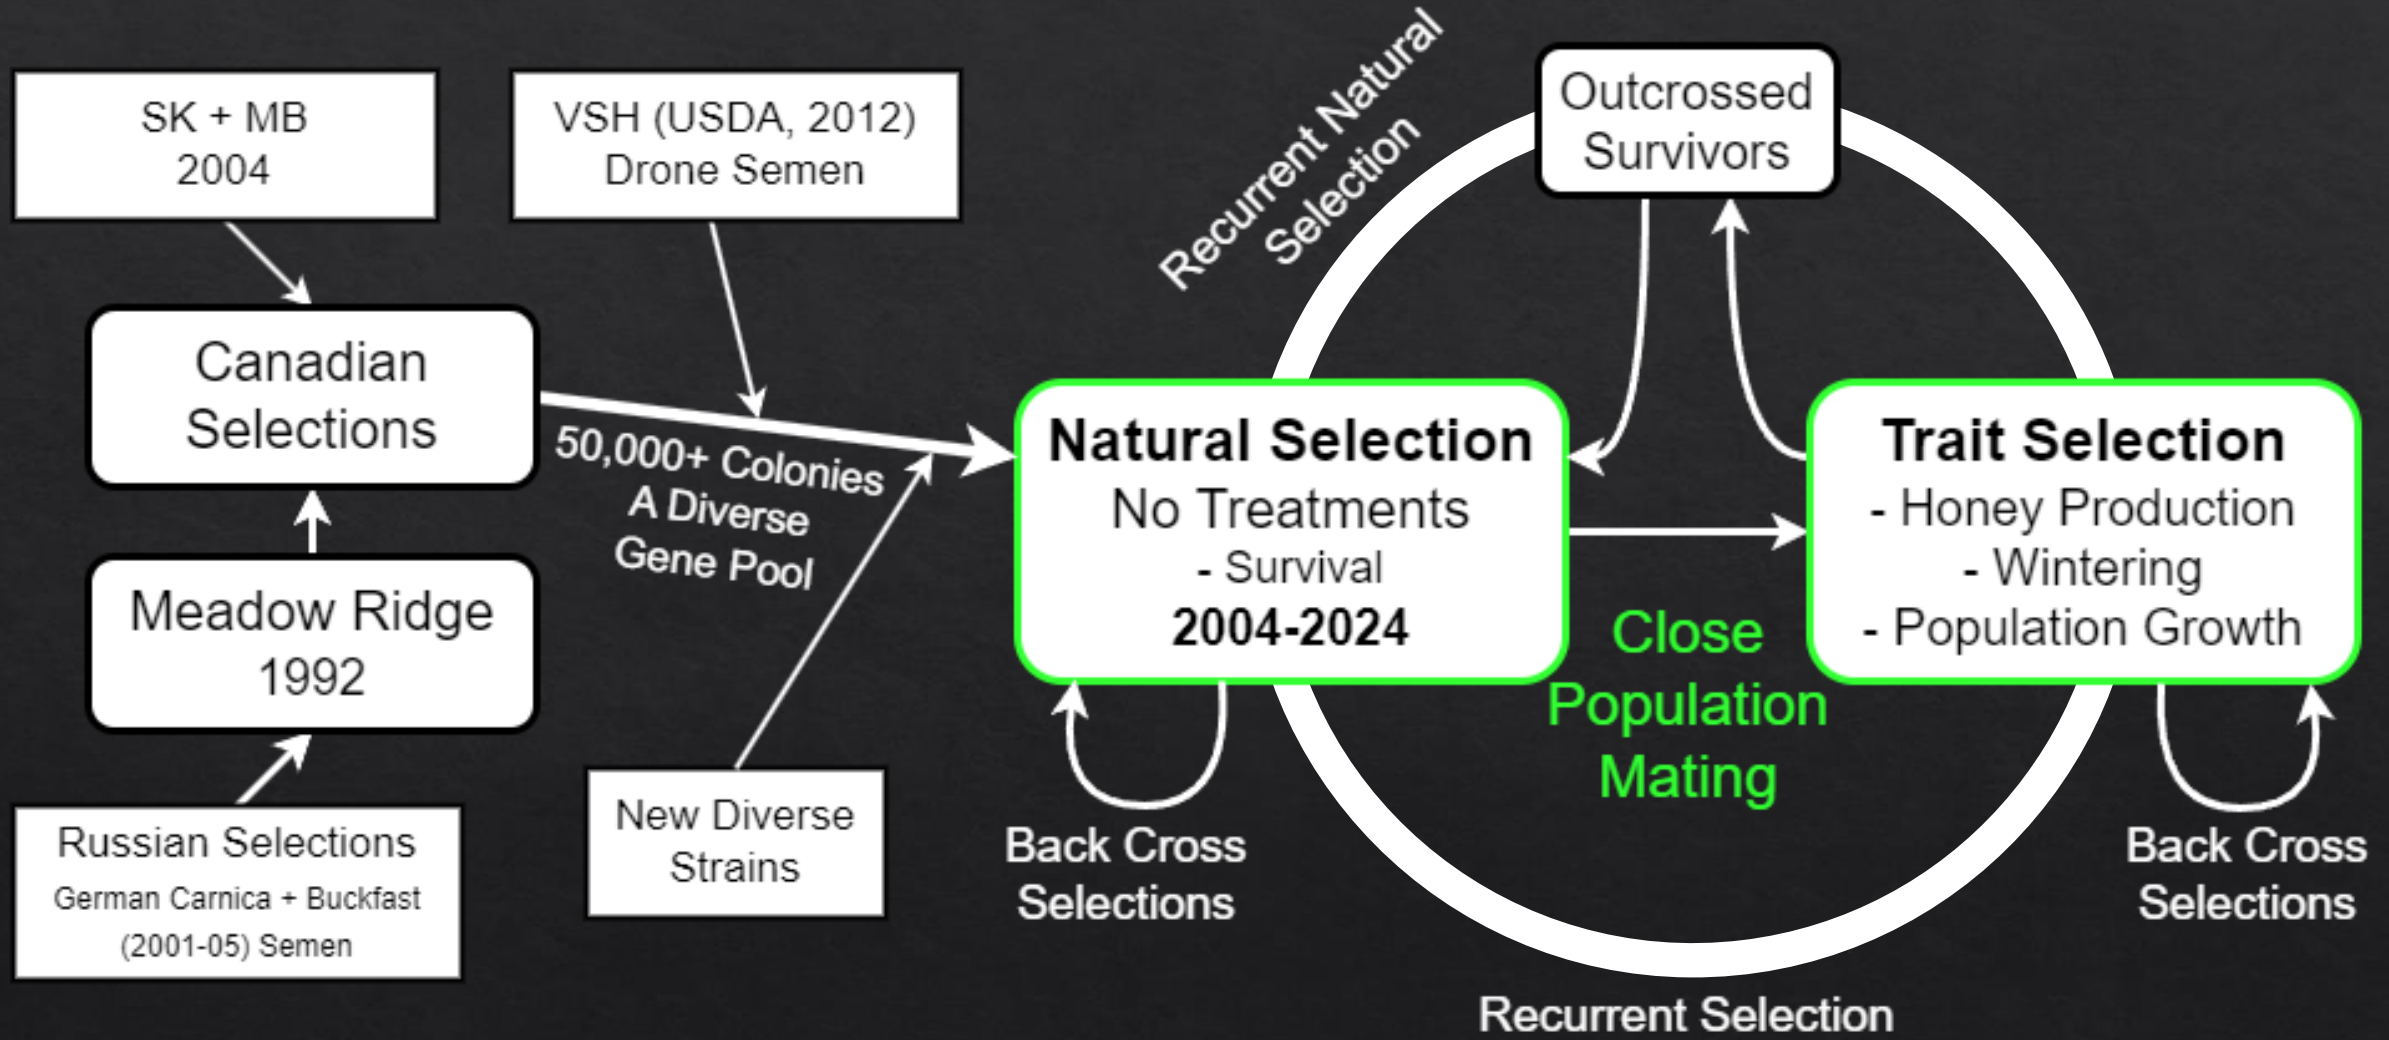 SK + MB
2004
VSH (USDA, 2012)
Drone Semen
Canadian
Selections
Meadow Ridge
1992
Russian Selections
German Carnica + Buckfast
(2001-05) Semen
50,000+ Colonies
A Diverse
Gene Pool
New Diverse
Strains
Recurrent Natural
Selection
Outcrossed
Survivors
Natural Selection
No Treatments
- Survival
2004-2024
Trait Selection
- Honey Production
- Wintering
- Population Growth
Close
Population
Mating
Back Cross
Selections
Back Cross
Selections
Recurrent Selection